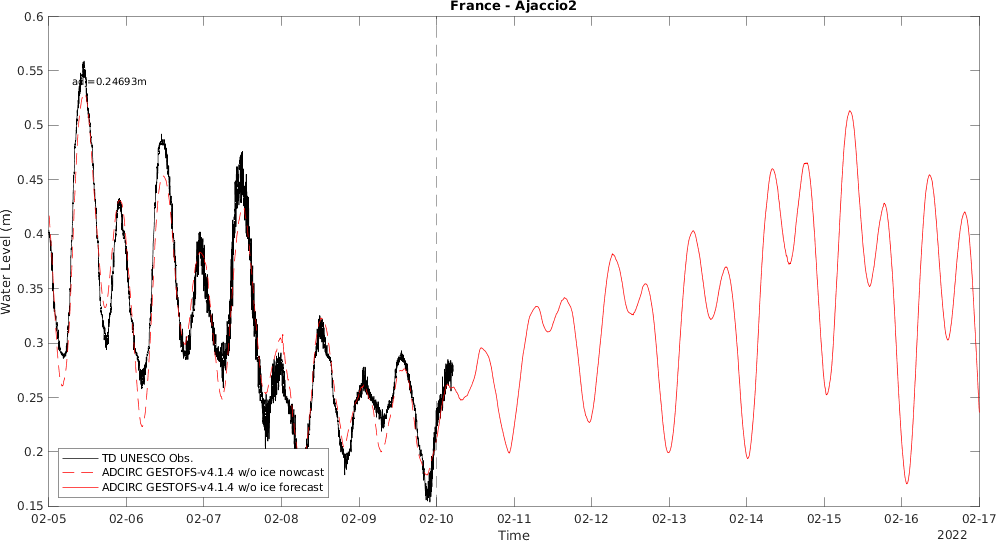 France - Ajaccio2
0.6
0.55
0.5
0.45
0.4
0.35
0.3
0.25
0.2
0.15
Water Level (m)
=0.24693m
TD UNESCO Obs.
ADCIRC GESTOFS-v4.1.4 w/o ice nowcast
ADCIRC GESTOFS-v4.1.4 w/o ice forecast
02-05 02-06 02-07 02-08 02-09 02-10 02-11 02-12 02-13 02-14 02-15 02-16 02-17
Time
2022